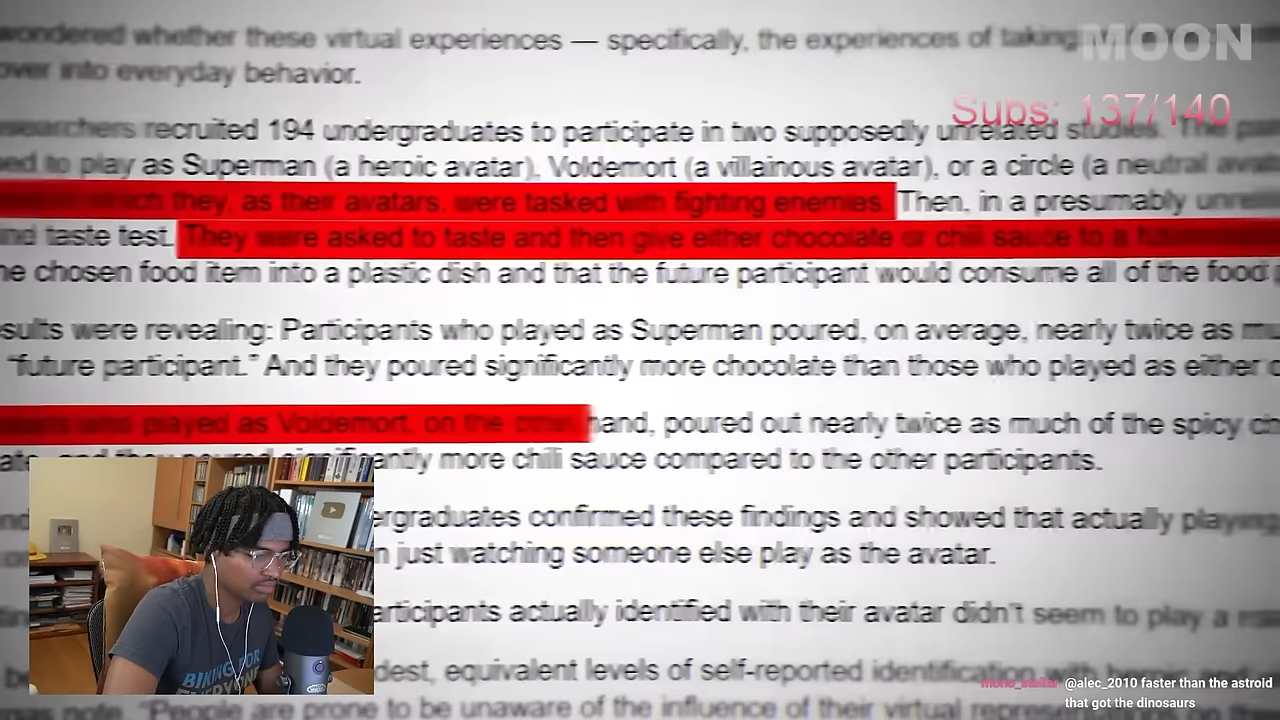 wondered whether these virtual experiences — specifically, the experiences of taking
over into everyday behavior.
MOON
Subs: 137/140
researchers recruited 194 undergraduates to participate in two supposedly unrelated studies. The
to play as Superman (a heroic avatar), Voldemort (a villainous avatar), or a circle (a neutral
which they, as their avatars, were tasked with fighting enemies. Then, in a presumably
taste test. They were asked to taste and then give either chocolate or chili sauce to a
the chosen food item into a plastic dish and that the future participant would consume all of the food
were revealing: Participants who played as Superman poured, on average, nearly twice as
"future participant." And they poured significantly more chocolate than those who played as either
who played as Voldemort, on the other hand, poured out nearly twice as much of the spicy
and they poured significantly more chili sauce compared to the other participants.
confirmed these findings and showed that actually playing
just watching someone else play as the avatar.
participants actually identified with their avatar didn't seem to play a
equivalent levels of self-reported identification with heroic and
note. "People are prone to be unaware of the influence of their virtual
BIKING FOR
@alec_2010 faster than the astroid
that got the dinosaurs